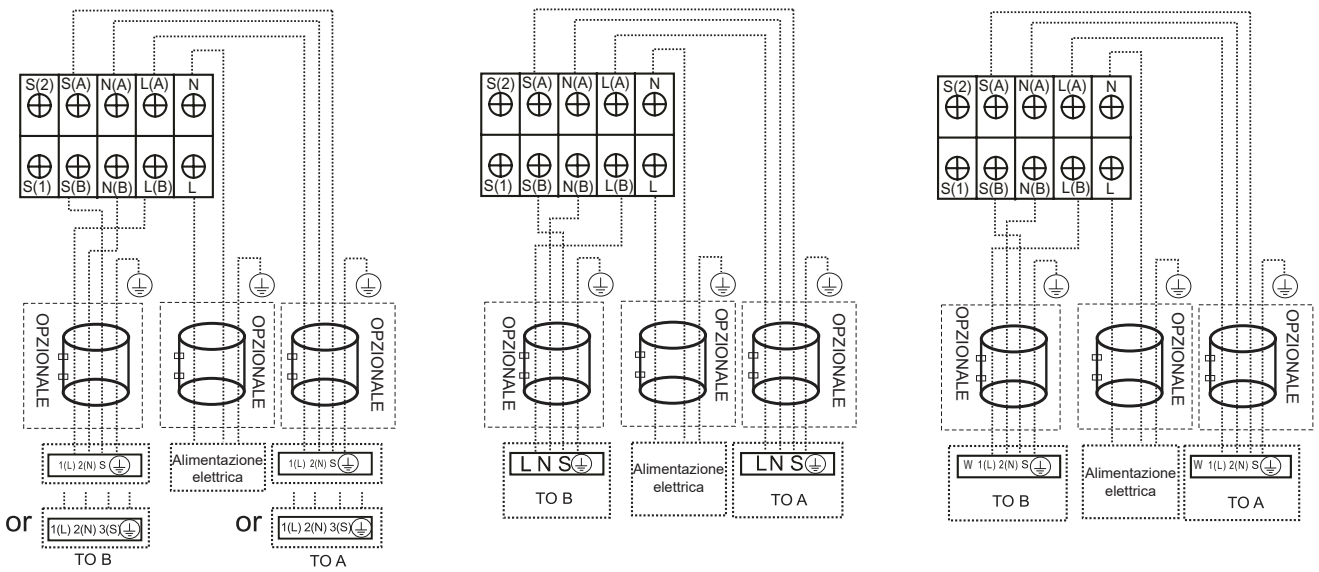 S(2) S(A) N(A) L(A) N
S(1) S(B) N(B) L(B) L
OPZIONALE
OPZIONALE
OPZIONALE
1(L) 2(N) S
Alimentazione
elettrica
1(L) 2(N) S
or
1(L) 2(N) 3(S)
TO B
or
1(L) 2(N) 3(S)
TO A
S(2) S(A) N(A) L(A) N
S(1) S(B) N(B) L(B) L
OPZIONALE
OPZIONALE
OPZIONALE
L N S
TO B
Alimentazione
elettrica
L N S
TO A
S(2) S(A) N(A) L(A) N
S(1) S(B) N(B) L(B) L
OPZIONALE
OPZIONALE
OPZIONALE
W 1(L) 2(N) S
TO B
Alimentazione
elettrica
W 1(L) 2(N) S
TO A